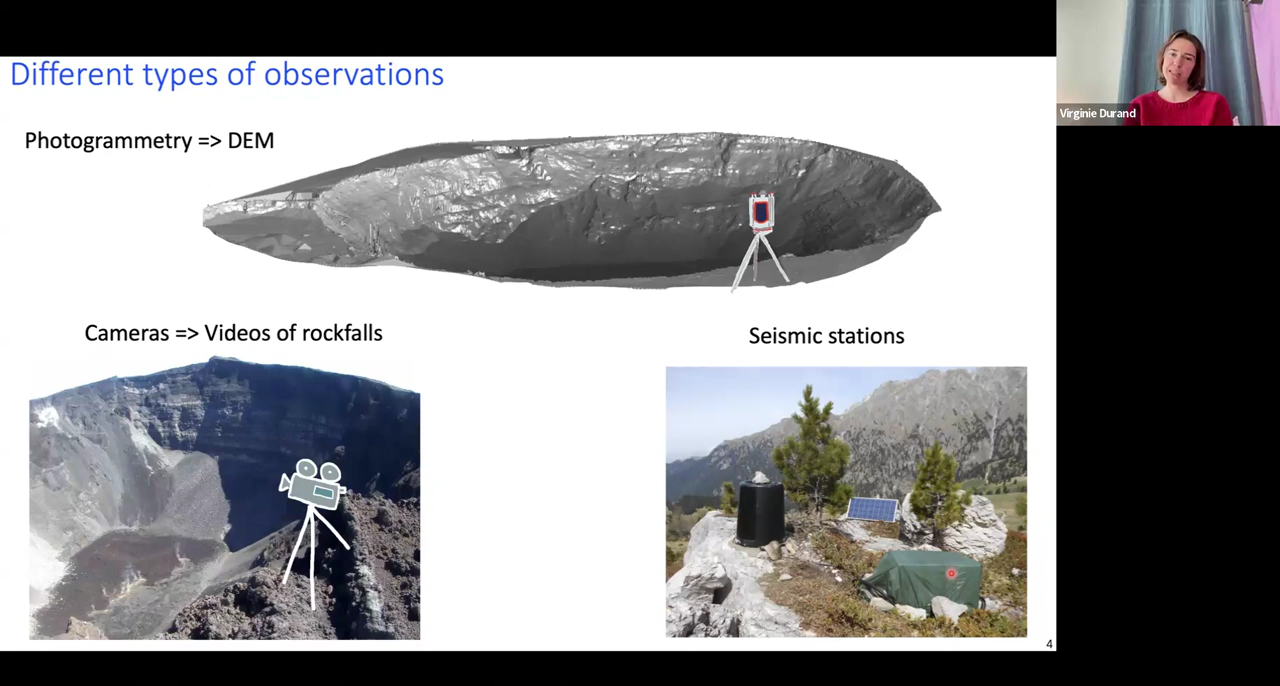 Different types of observations
Virginie Durand
Photogrammetry => DEM
Cameras => Videos of rockfalls
Seismic stations
4